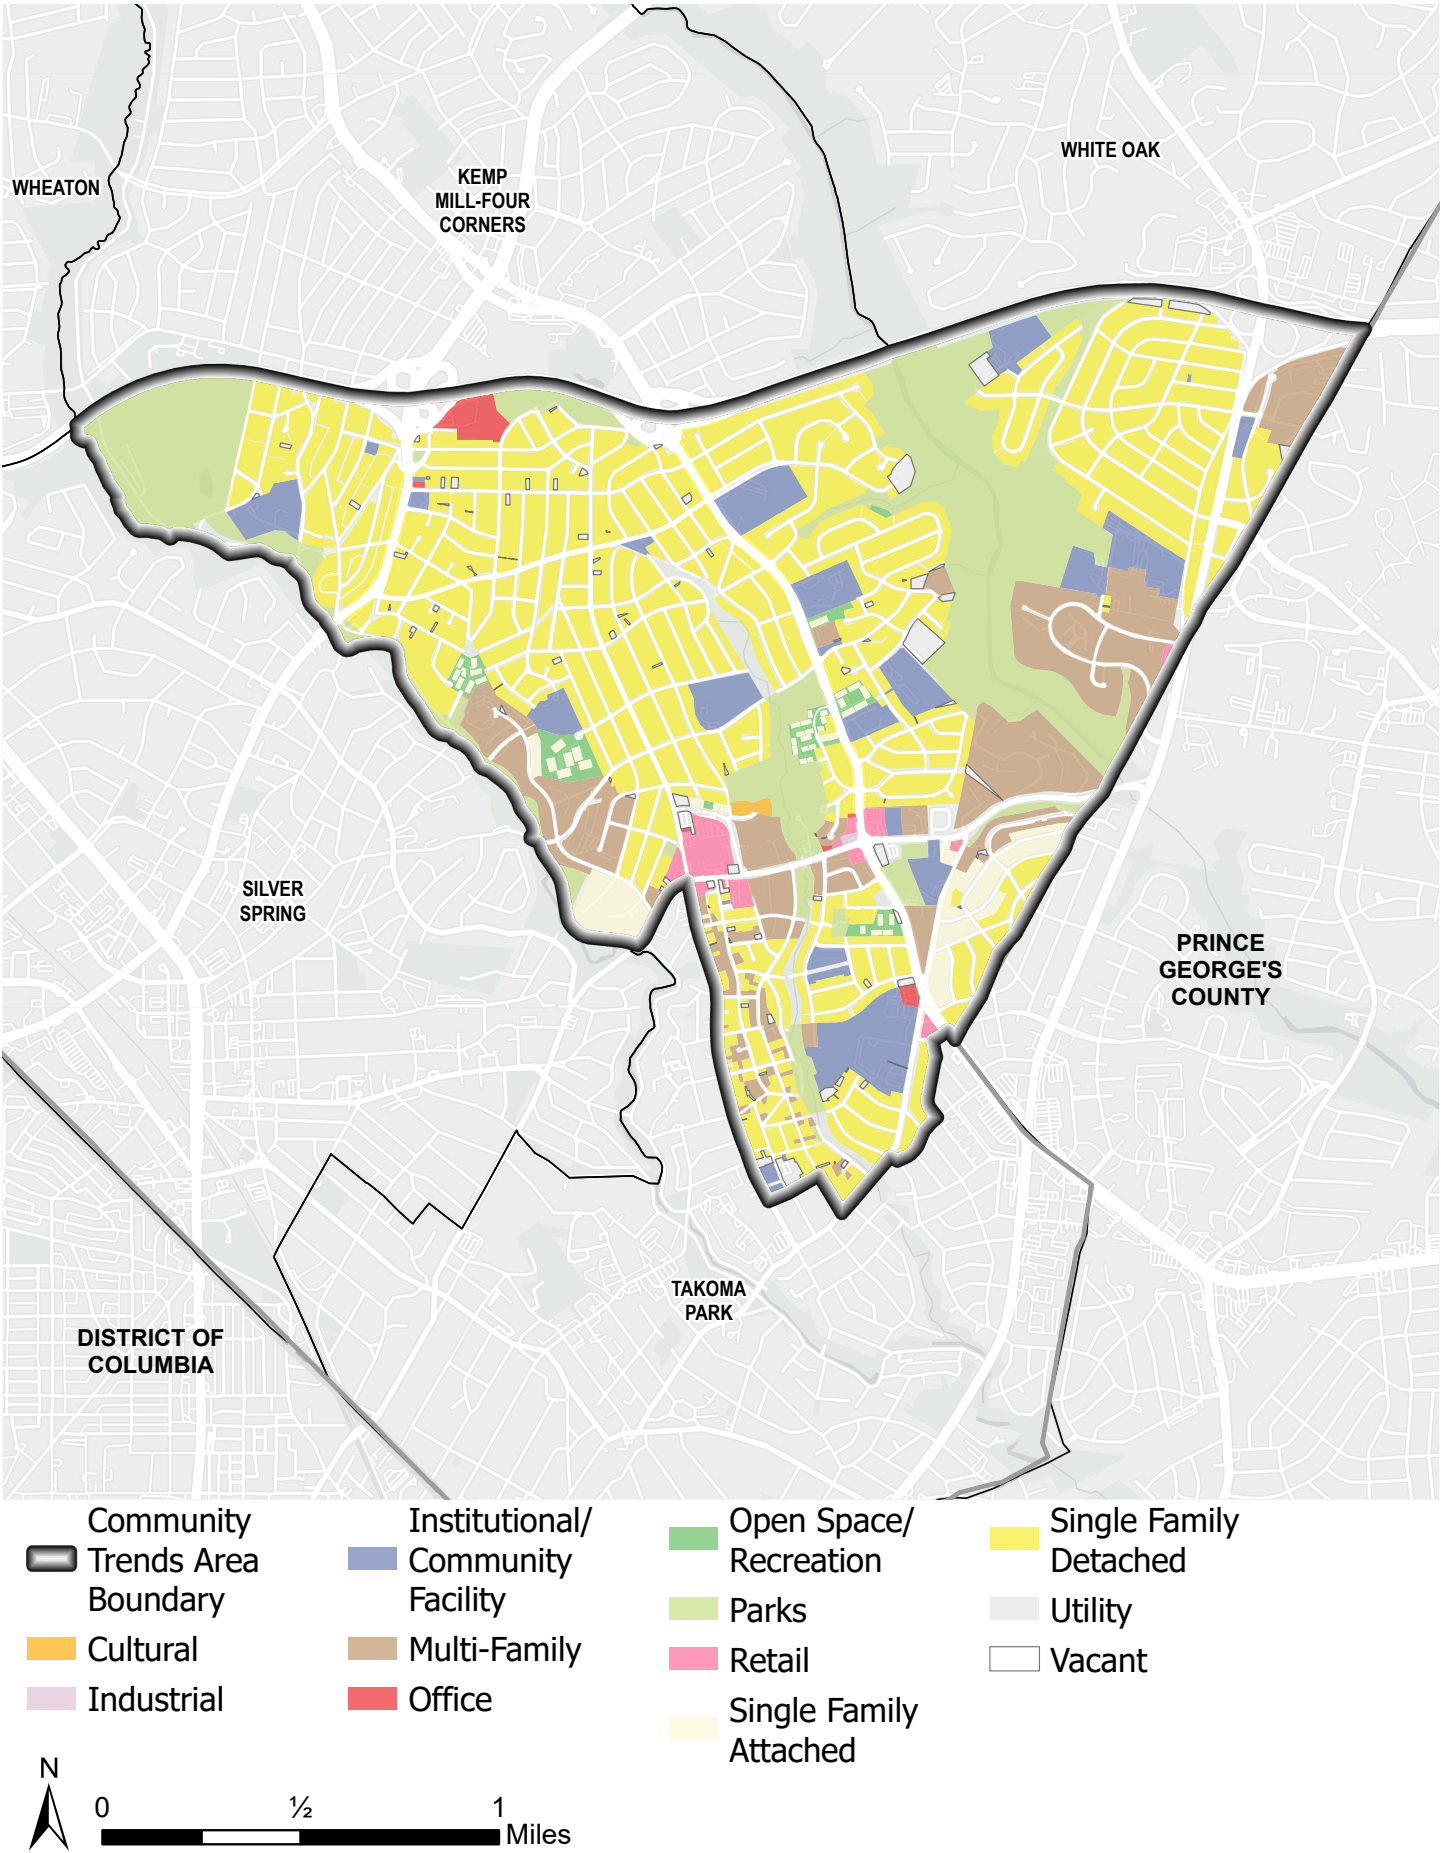 WHITE OAK
WHEATON
KEMP
MILL-FOUR
CORNERS
SILVER
SPRING
PRINCE
GEORGE'S
COUNTY
TAKOMA
PARK
DISTRICT OF
COLUMBIA
Community
Trends Area
Boundary
Cultural
Industrial
Institutional/
Community
Facility
Multi-Family
Office
Open Space/
Recreation
Parks
Retail
Single Family
Attached
Single Family
Detached
Utility
Vacant
N
0 ½ 1
Miles